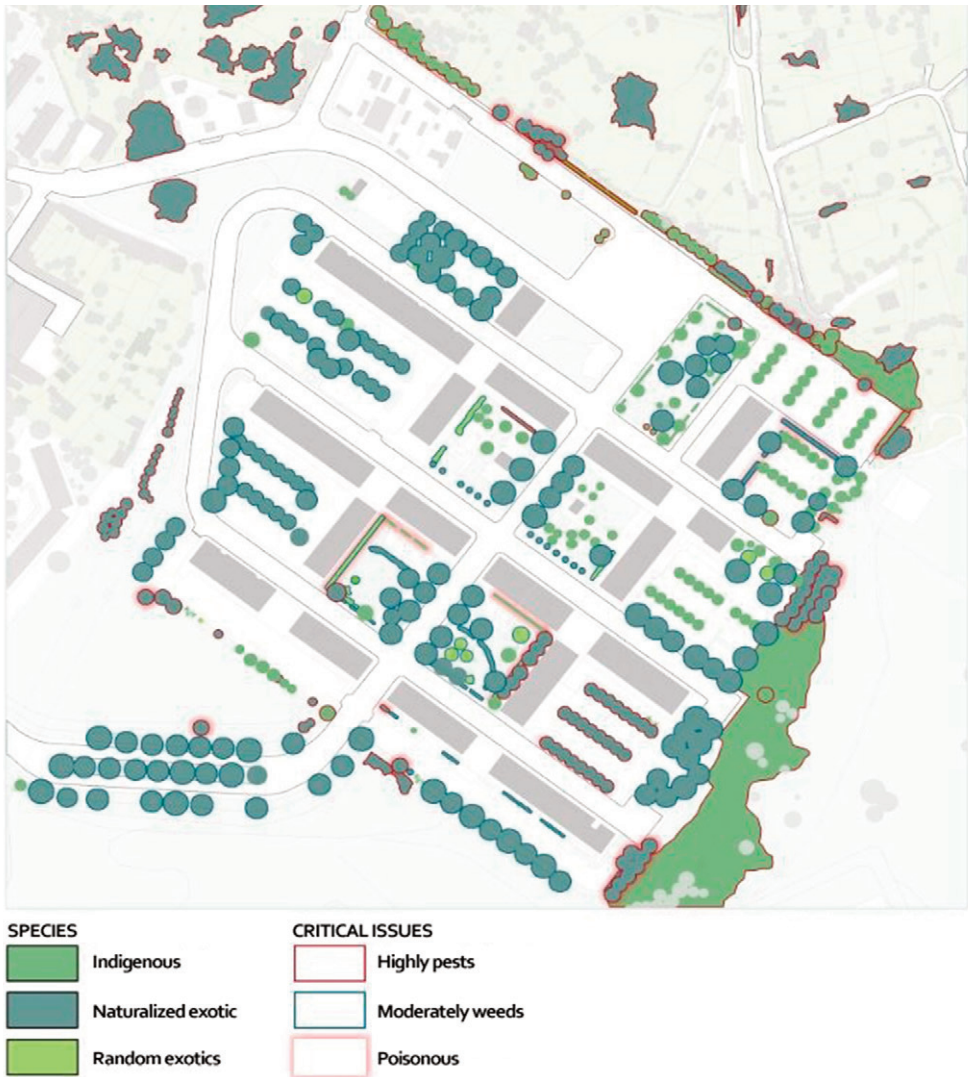 SPECIES
Indigenous
Naturalized exotic
Random exotics
CRITICAL ISSUES
Highly pests
Moderately weeds
Poisonous